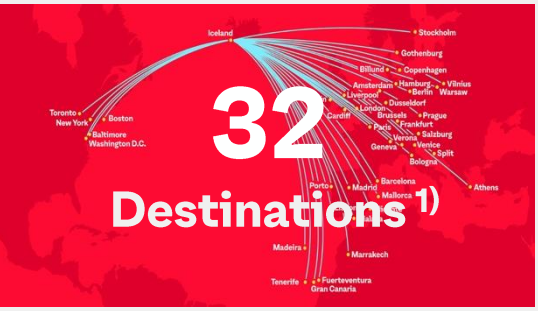 Iceland
Stockholm
Gothenburg
Billund
Copenhagen
Amsterdam
Hamburg
Vilnius
Berlin
Warsaw
Liverpool
Dusseldorf
Cardiff
London
Brussels
Prague
Paris
Frankfurt
Salzburg
Verona
Geneva
Venice
Split
Bologna
Toronto
New York
Boston
Baltimore
Washington D.C.
32
Porto
Madrid
Barcelona
Mallorca
Athens
Destinations 1)
Madeira
Marrakech
Tenerife
Fuerteventura
Gran Canaria